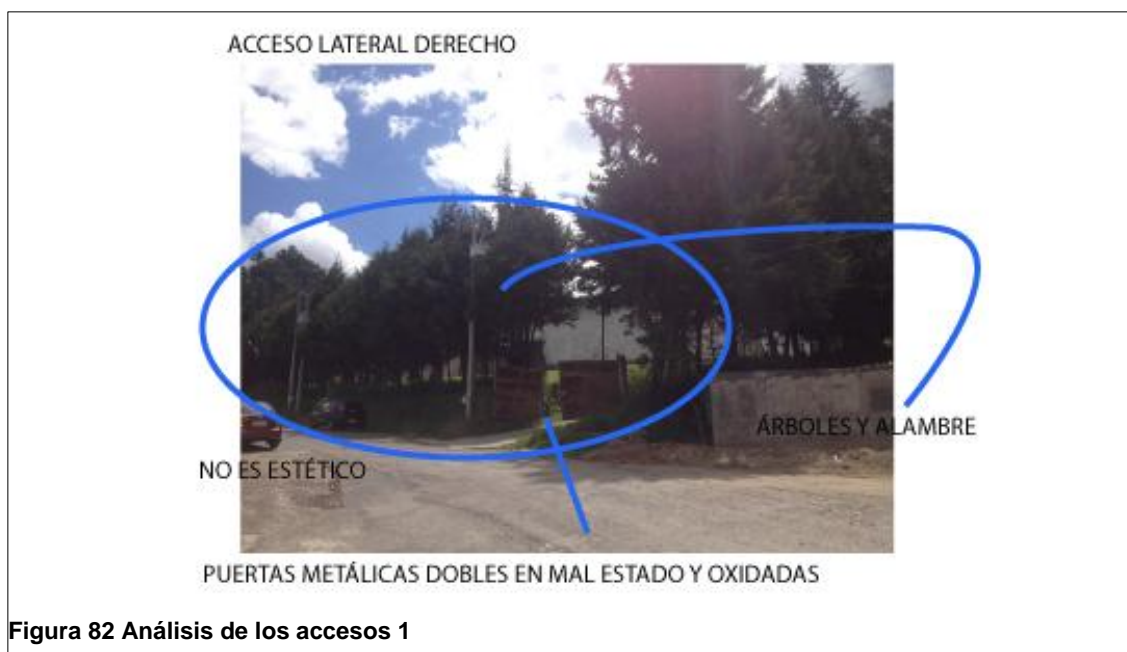 ACCESO LATERAL DERECHO
ÁRBOLES Y ALAMBRE
NO ES ESTÉTICO
PUERTAS METÁLICAS DOBLES EN MAL ESTADO Y OXIDADAS
Figura 82 Análisis de los accesos 1